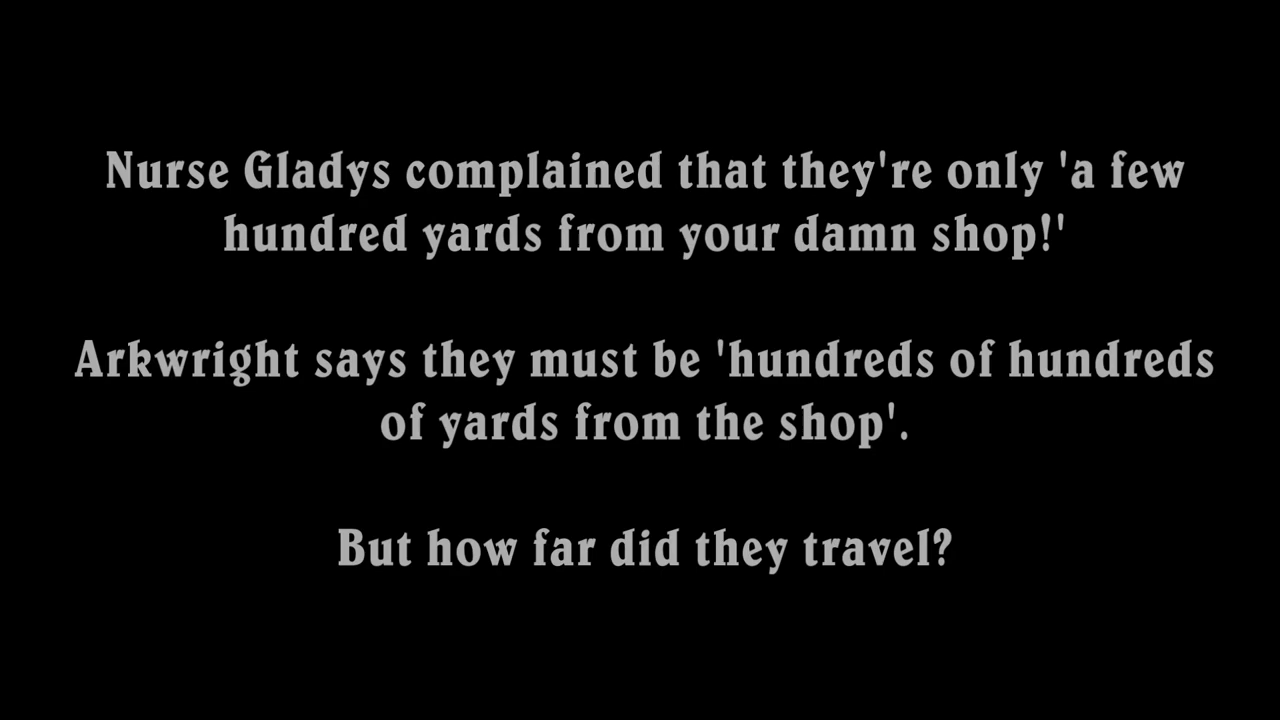 Nurse Gladys complained that they're only 'a few
hundred yards from your damn shop!'
Arkwright says they must be 'hundreds of hundreds
of yards from the shop'.
But how far did they travel?